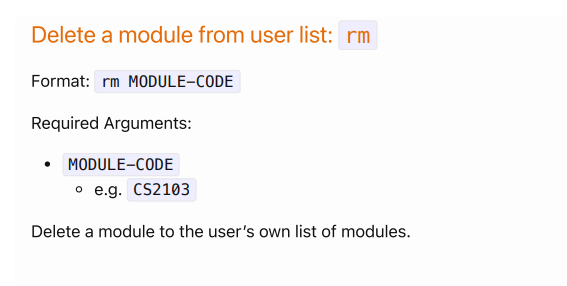 Delete a module from user list: rm
Format: rm MODULE-CODE
Required Arguments:
MODULE-CODE
e.g. CS2103
Delete a module to the user’s own list of modules.